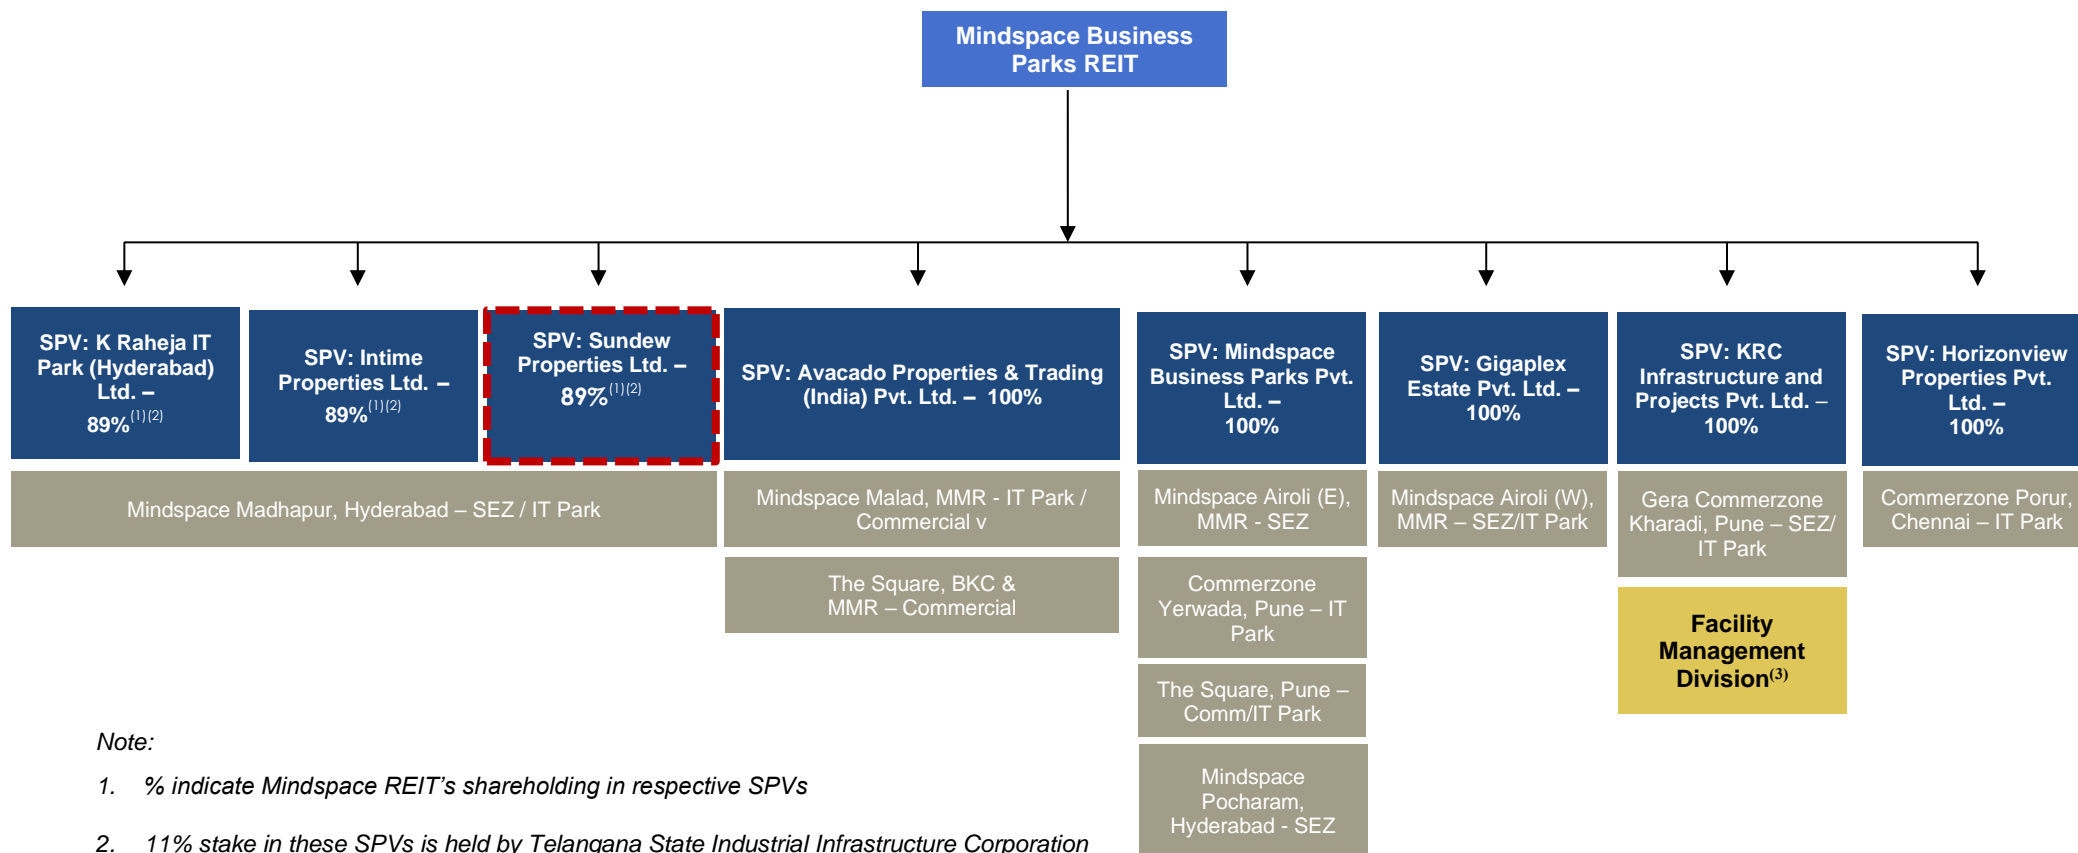 Mindspace Business
Parks REIT
SPV: K Raheja IT
Park (Hyderabad)
Ltd. –
89%(1)(2)
SPV: Intime
Properties Ltd. –
89%(1)(2)
SPV: Sundew
Properties Ltd. –
89%(1)(2)
SPV: Avacado Properties & Trading
(India) Pvt. Ltd. – 100%
SPV: Mindspace
Business Parks Pvt.
Ltd. –
100%
SPV: Gigaplex
Estate Pvt. Ltd. –
100%
SPV: KRC
Infrastructure and
Projects Pvt. Ltd. –
100%
SPV: Horizonview
Properties Pvt.
Ltd. –
100%
Mindspace Madhapur, Hyderabad – SEZ / IT Park
Mindspace Malad, MMR - IT Park /
Commercial v
Mindspace Airoli (E),
MMR - SEZ
Mindspace Airoli (W),
MMR – SEZ/IT Park
Gera Commerzone
Kharadi, Pune – SEZ/
IT Park
Commerzone Porur,
Chennai – IT Park
The Square, BKC &
MMR – Commercial
Commerzone
Yerwada, Pune – IT
Park
Facility
Management
Division(3)
The Square, Pune –
Comm/IT Park
Mindspace
Pocharam,
Hyderabad - SEZ
Note:
1. % indicate Mindspace REIT's shareholding in respective SPVs
2. 11% stake in these SPVs is held by Telangana State Industrial Infrastructure Corporation